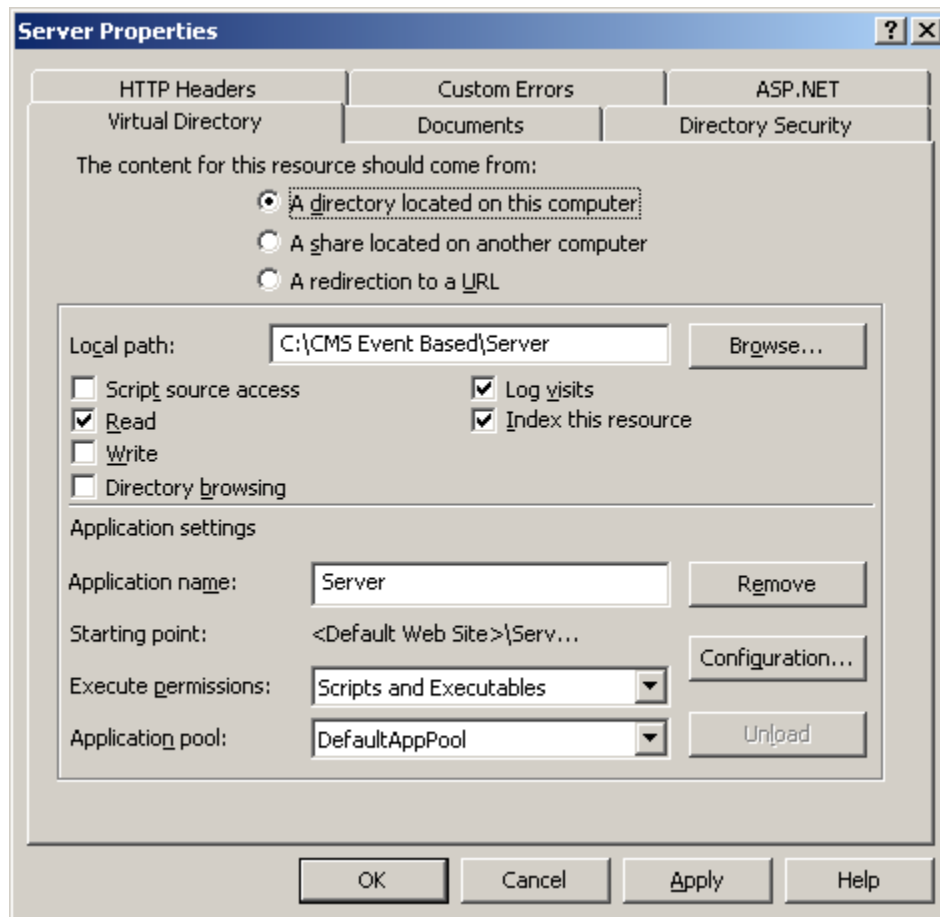 Server Properties
HTTP Headers Custom Errors ASP.NET
Virtual Directory Documents Directory Security
The content for this resource should come from:
A directory located on this computer
A share located on another computer
A redirection to a URL
Local path: C:\CMS Event Based\Server Browse...
Script source access Log visits
Read Index this resource
Write
Directory browsing
Application settings
Application name: Server Remove
Starting point: <Default Web Site>\Serv...
Configuration...
Execute permissions: Scripts and Executables
Application pool: DefaultAppPool Unload
OK Cancel Apply Help